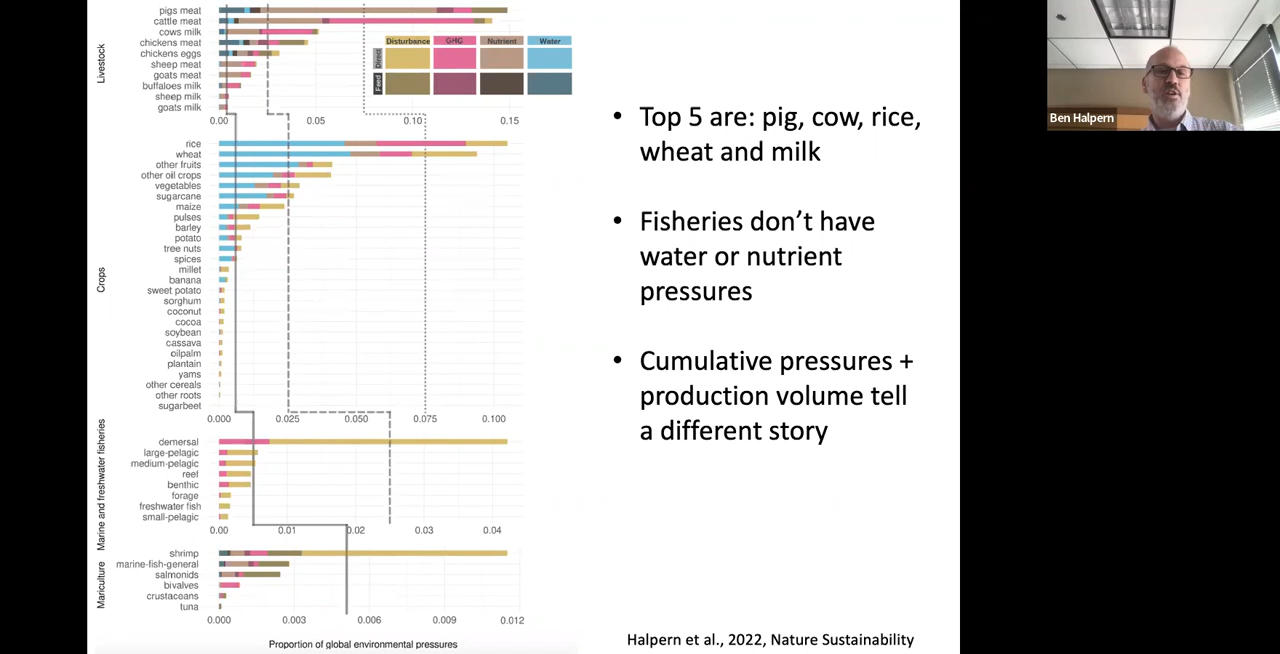 pigs meat
cattle meat
cows milk
chickens meat
chickens eggs
sheep meat
goats meat
buffaloes milk
sheep milk
goats milk
Livestock
Disturbance GHG Nutrient Water
Direct
Feed
0.00 0.05 0.10 0.15
rice
wheat
other fruits
other oil crops
vegetables
sugarcane
maize
pulses
barley
potato
tree nuts
spices
millet
banana
sweet potato
sorghum
coconut
cocoa
soybean
cassava
oilpalm
plantain
yams
other cereals
other roots
sugarbeet
Crops
0.000 0.025 0.050 0.075 0.100
demersal
large-pelagic
medium-pelagic
reef
benthic
forage
freshwater fish
small-pelagic
Marine and freshwater fisheries
0.00 0.01 0.02 0.03 0.04
shrimp
marine-fish-general
salmonids
bivalves
crustaceans
tuna
Mariculture
0.000 0.003 0.006 0.009 0.012
Proportion of global environmental pressures
• Top 5 are: pig, cow, rice,
wheat and milk
• Fisheries don’t have
water or nutrient
pressures
• Cumulative pressures +
production volume tell
a different story
Halpern et al., 2022, Nature Sustainability
Ben Halpern